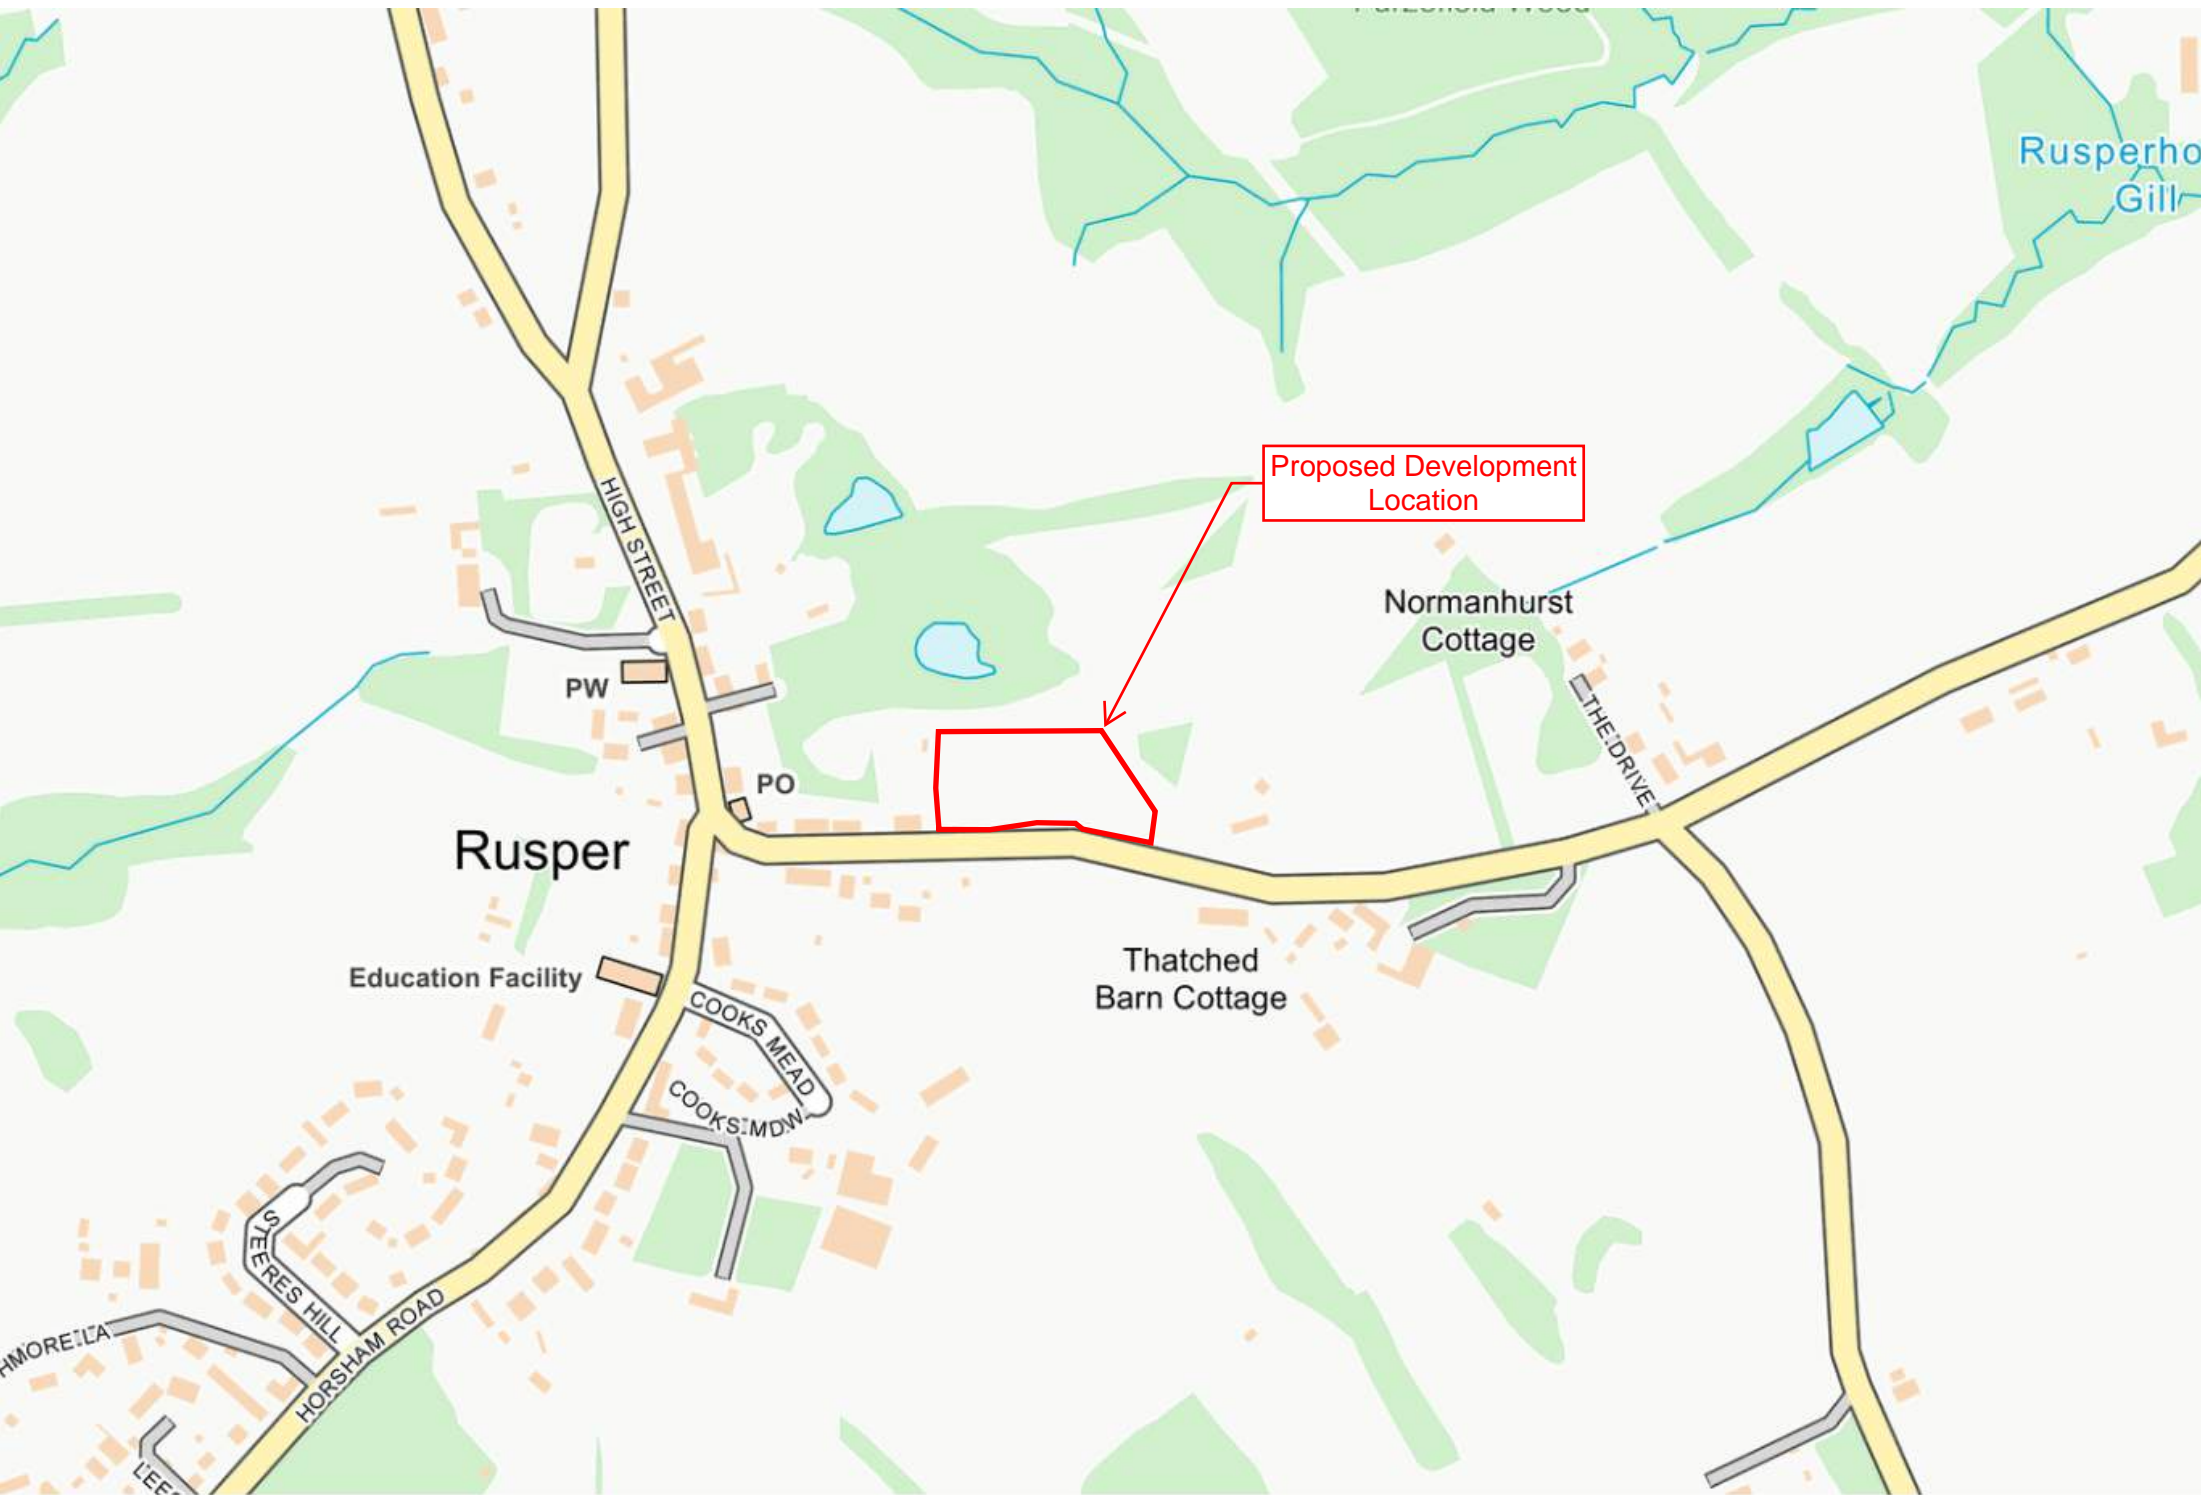 Rusperho
Gill
Proposed Development
Location
HIGH STREET
Normanhurst
Cottage
PW
THE DRIVE
PO
Rusper
Education Facility
Thatched
Barn Cottage
COOKS MEAD
COOKS MDW
STEERES HILL
HORSHAM ROAD